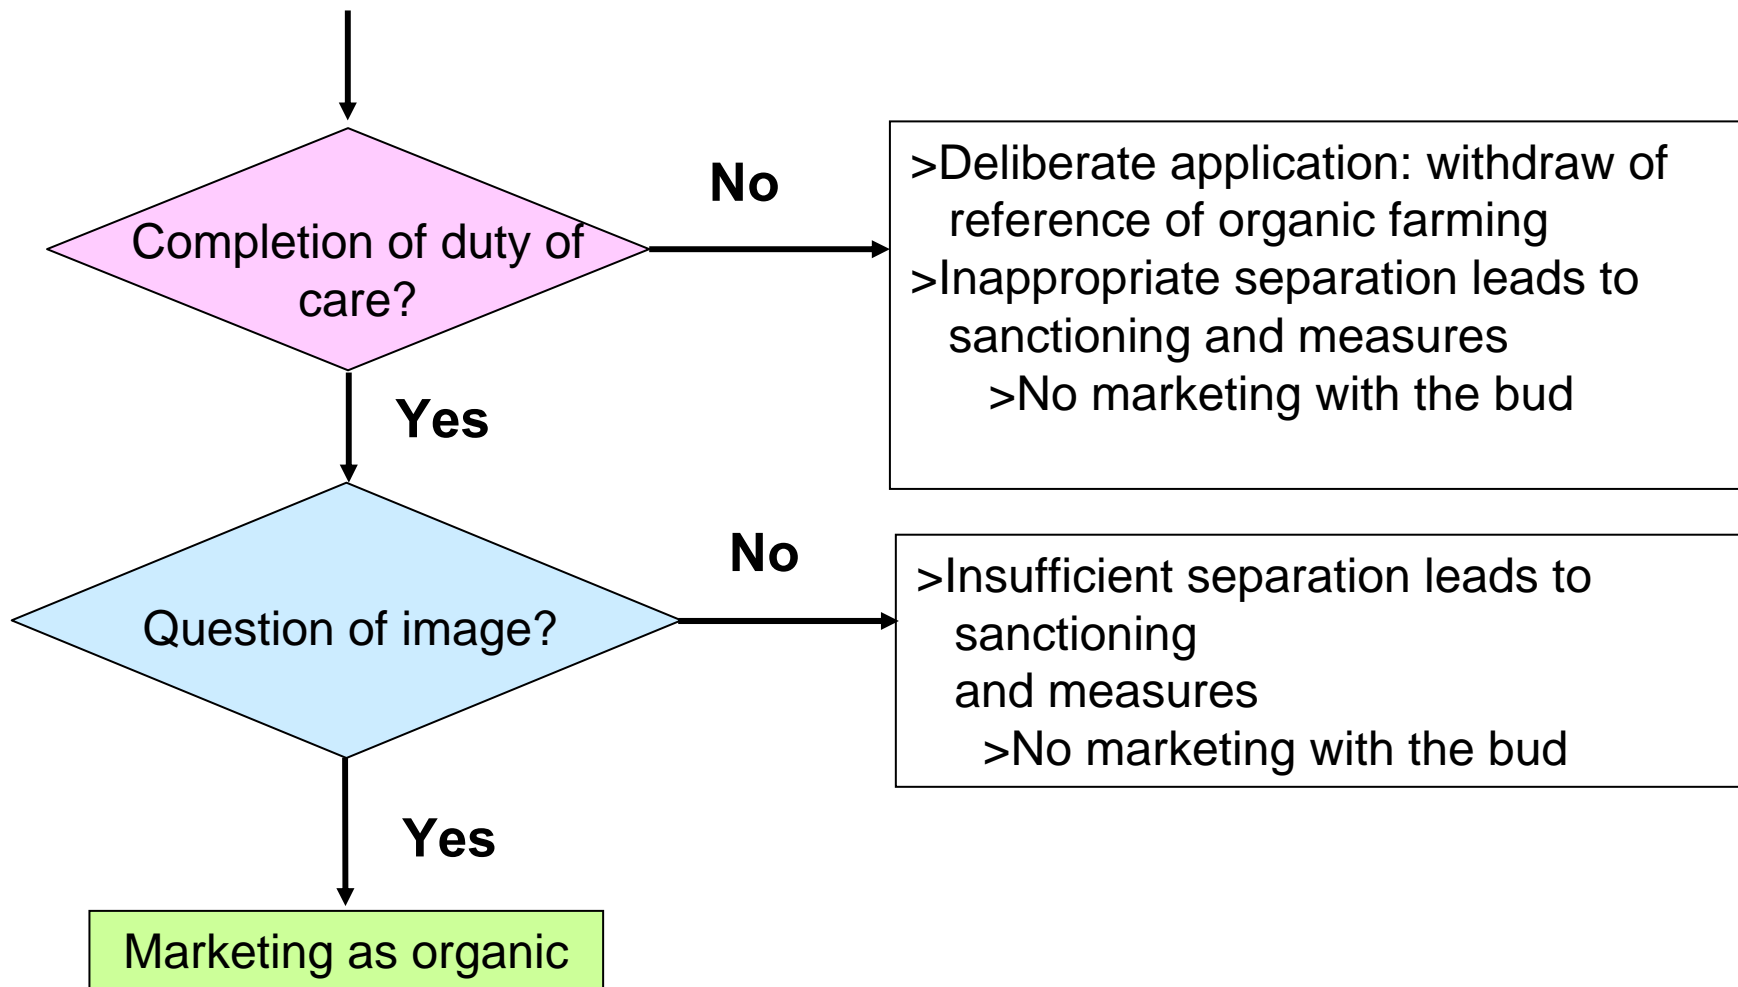 Completion of duty of
care?
No
>Deliberate application: withdraw of
reference of organic farming
>Inappropriate separation leads to
sanctioning and measures
>No marketing with the bud
Yes
Question of image?
No
>Insufficient separation leads to
sanctioning
and measures
>No marketing with the bud
Yes
Marketing as organic